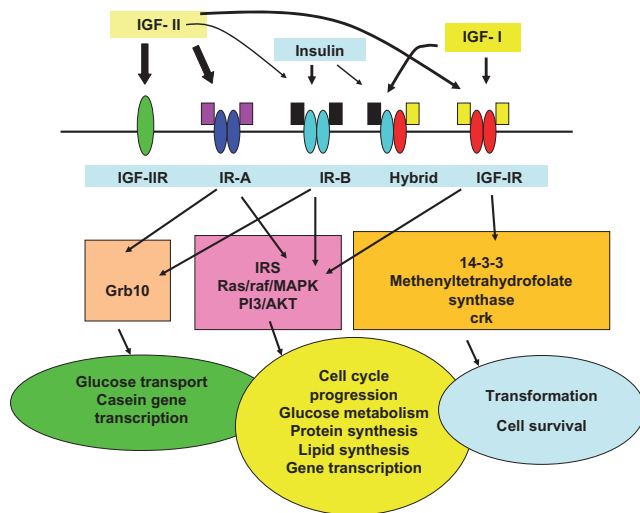 IGF- II
Insulin
IGF- I
IGF-IIR
IR-A
IR-B
Hybrid
IGF-IR
Grb10
IRS
Ras/raf/MAPK
PI3/AKT
14-3-3
Methenyltetrahydrofolate
synthase
crk
Glucose transport
Casein gene
transcription
Cell cycle
progression
Glucose metabolism
Protein synthesis
Lipid synthesis
Gene transcription
Transformation
Cell survival